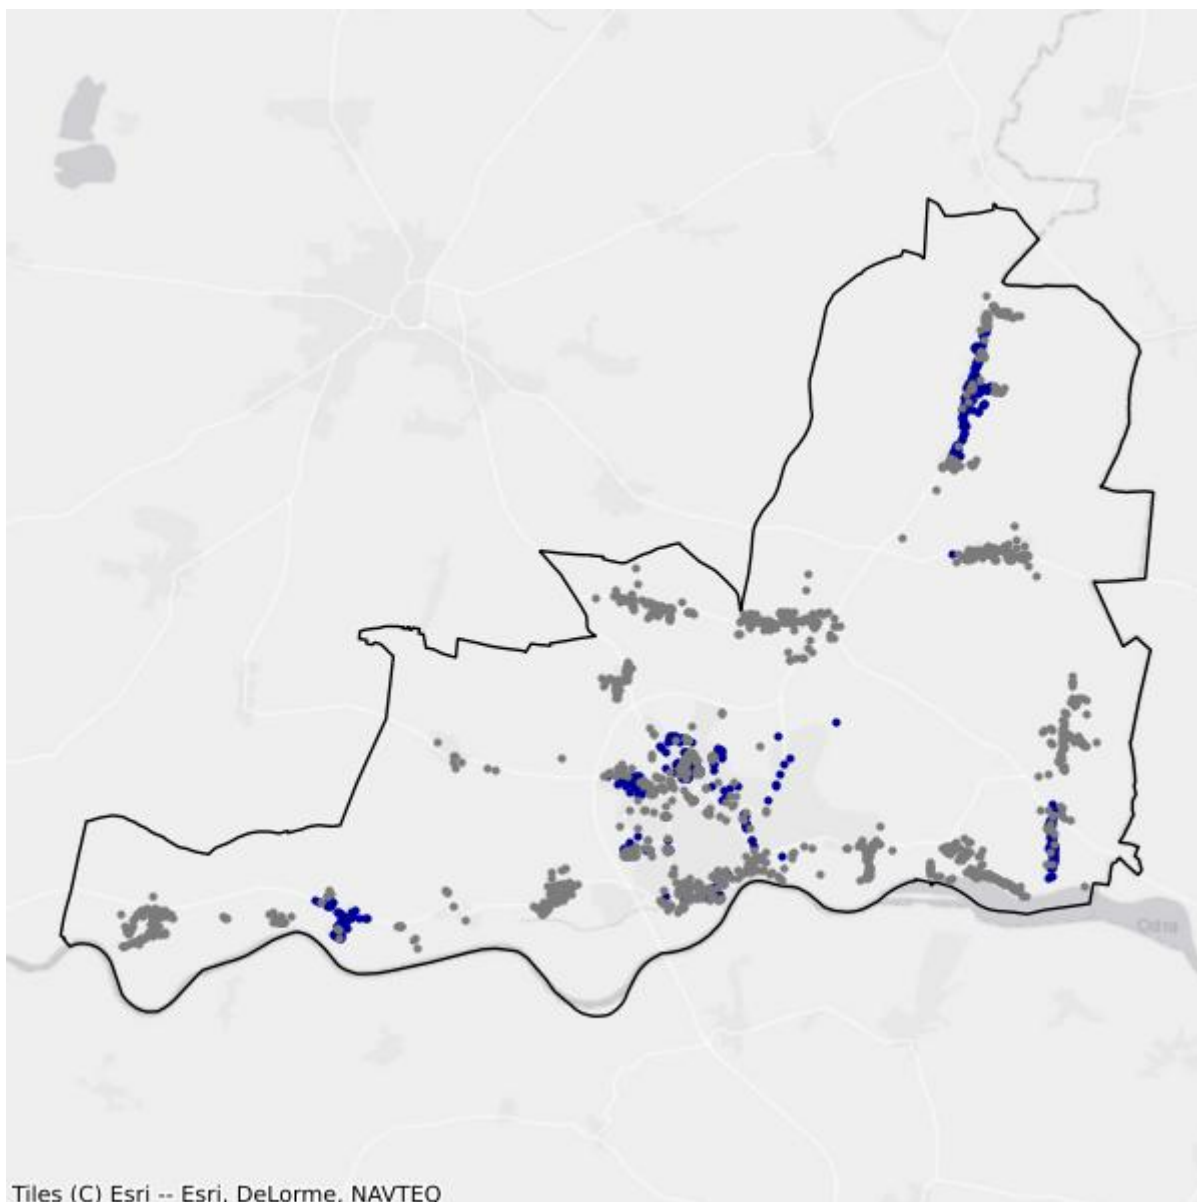 Odra
Tiles (C) Esri -- Esri, DeLorme, NAVTEQ